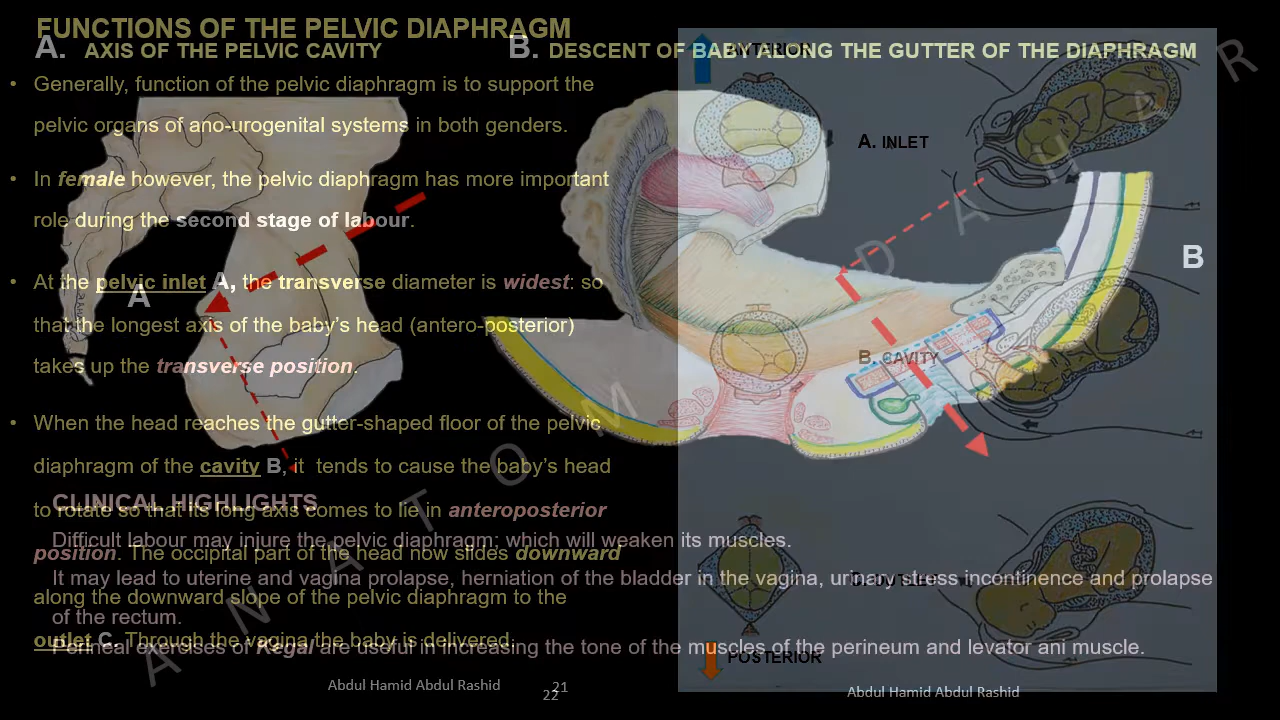 FUNCTIONS OF THE PELVIC DIAPHRAGM
A. AXIS OF THE PELVIC CAVITY
B. DESCENT OF BABY ALONG THE GUTTER OF THE DIAPHRAGM
• Generally, function of the pelvic diaphragm is to support the
pelvic organs of ano-urogenital systems in both genders.
• In female however, the pelvic diaphragm has more important
role during the second stage of labour.
• At the pelvic inlet A, the transverse diameter is widest: so
that the longest axis of the baby's head (antero-posterior)
takes up the transverse position.
• When the head reaches the gutter-shaped floor of the pelvic
diaphragm of the cavity B, it tends to cause the baby's head
to rotate so that its long axis comes to lie in anteroposterior
position. The occipital part of the head now slides downward
along the downward slope of the pelvic diaphragm to the
outlet C. Through the vagina the baby is delivered.
CLINICAL HIGHLIGHTS
Difficult labour may injure the pelvic diaphragm; which will weaken its muscles.
It may lead to uterine and vagina prolapse, herniation of the bladder in the vagina, urinary stress incontinence and prolapse
of the rectum.
Perineal exercises of Kegal are useful in increasing the tone of the muscles of the perineum and levator ani muscle.
ANTERIOR
A. INLET
A
B
B. CAVITY
POSTERIOR
Abdul Hamid Abdul Rashid
21
22
Abdul Hamid Abdul Rashid